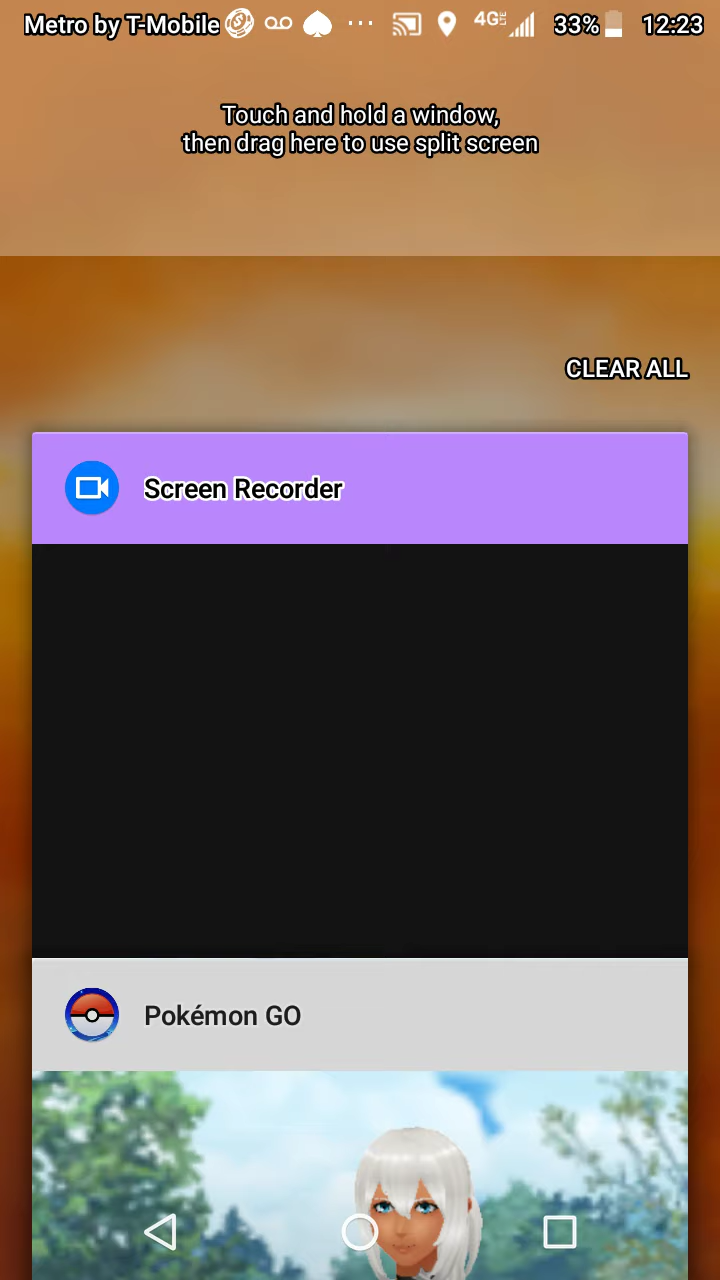 Metro by T-Mobile ... 4G LTE 33% 12:23
Touch and hold a window,
then drag here to use split screen
CLEAR ALL
Screen Recorder
Pokémon GO